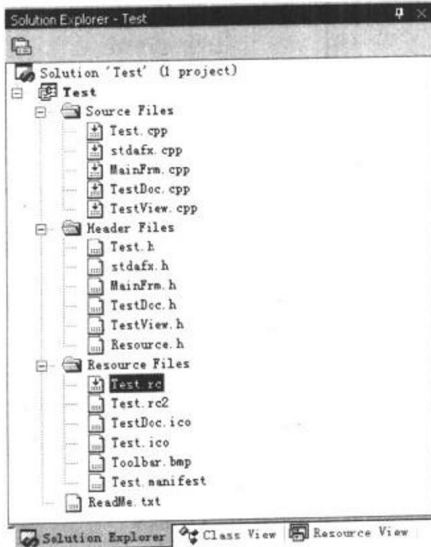 Solution Explorer - Test
Solution 'Test' (1 project)
Test
Source Files
Test.cpp
stdafx.cpp
MainFrm.cpp
TestDoc.cpp
TestView.cpp
Header Files
Test.h
stdafx.h
MainFrm.h
TestDoc.h
TestView.h
Resource.h
Resource Files
Test.rc
Test.rc2
TestDoc.ico
Test.ico
Toolbar.bmp
Test.manifest
ReadMe.txt
Solution Explorer Class View Resource View